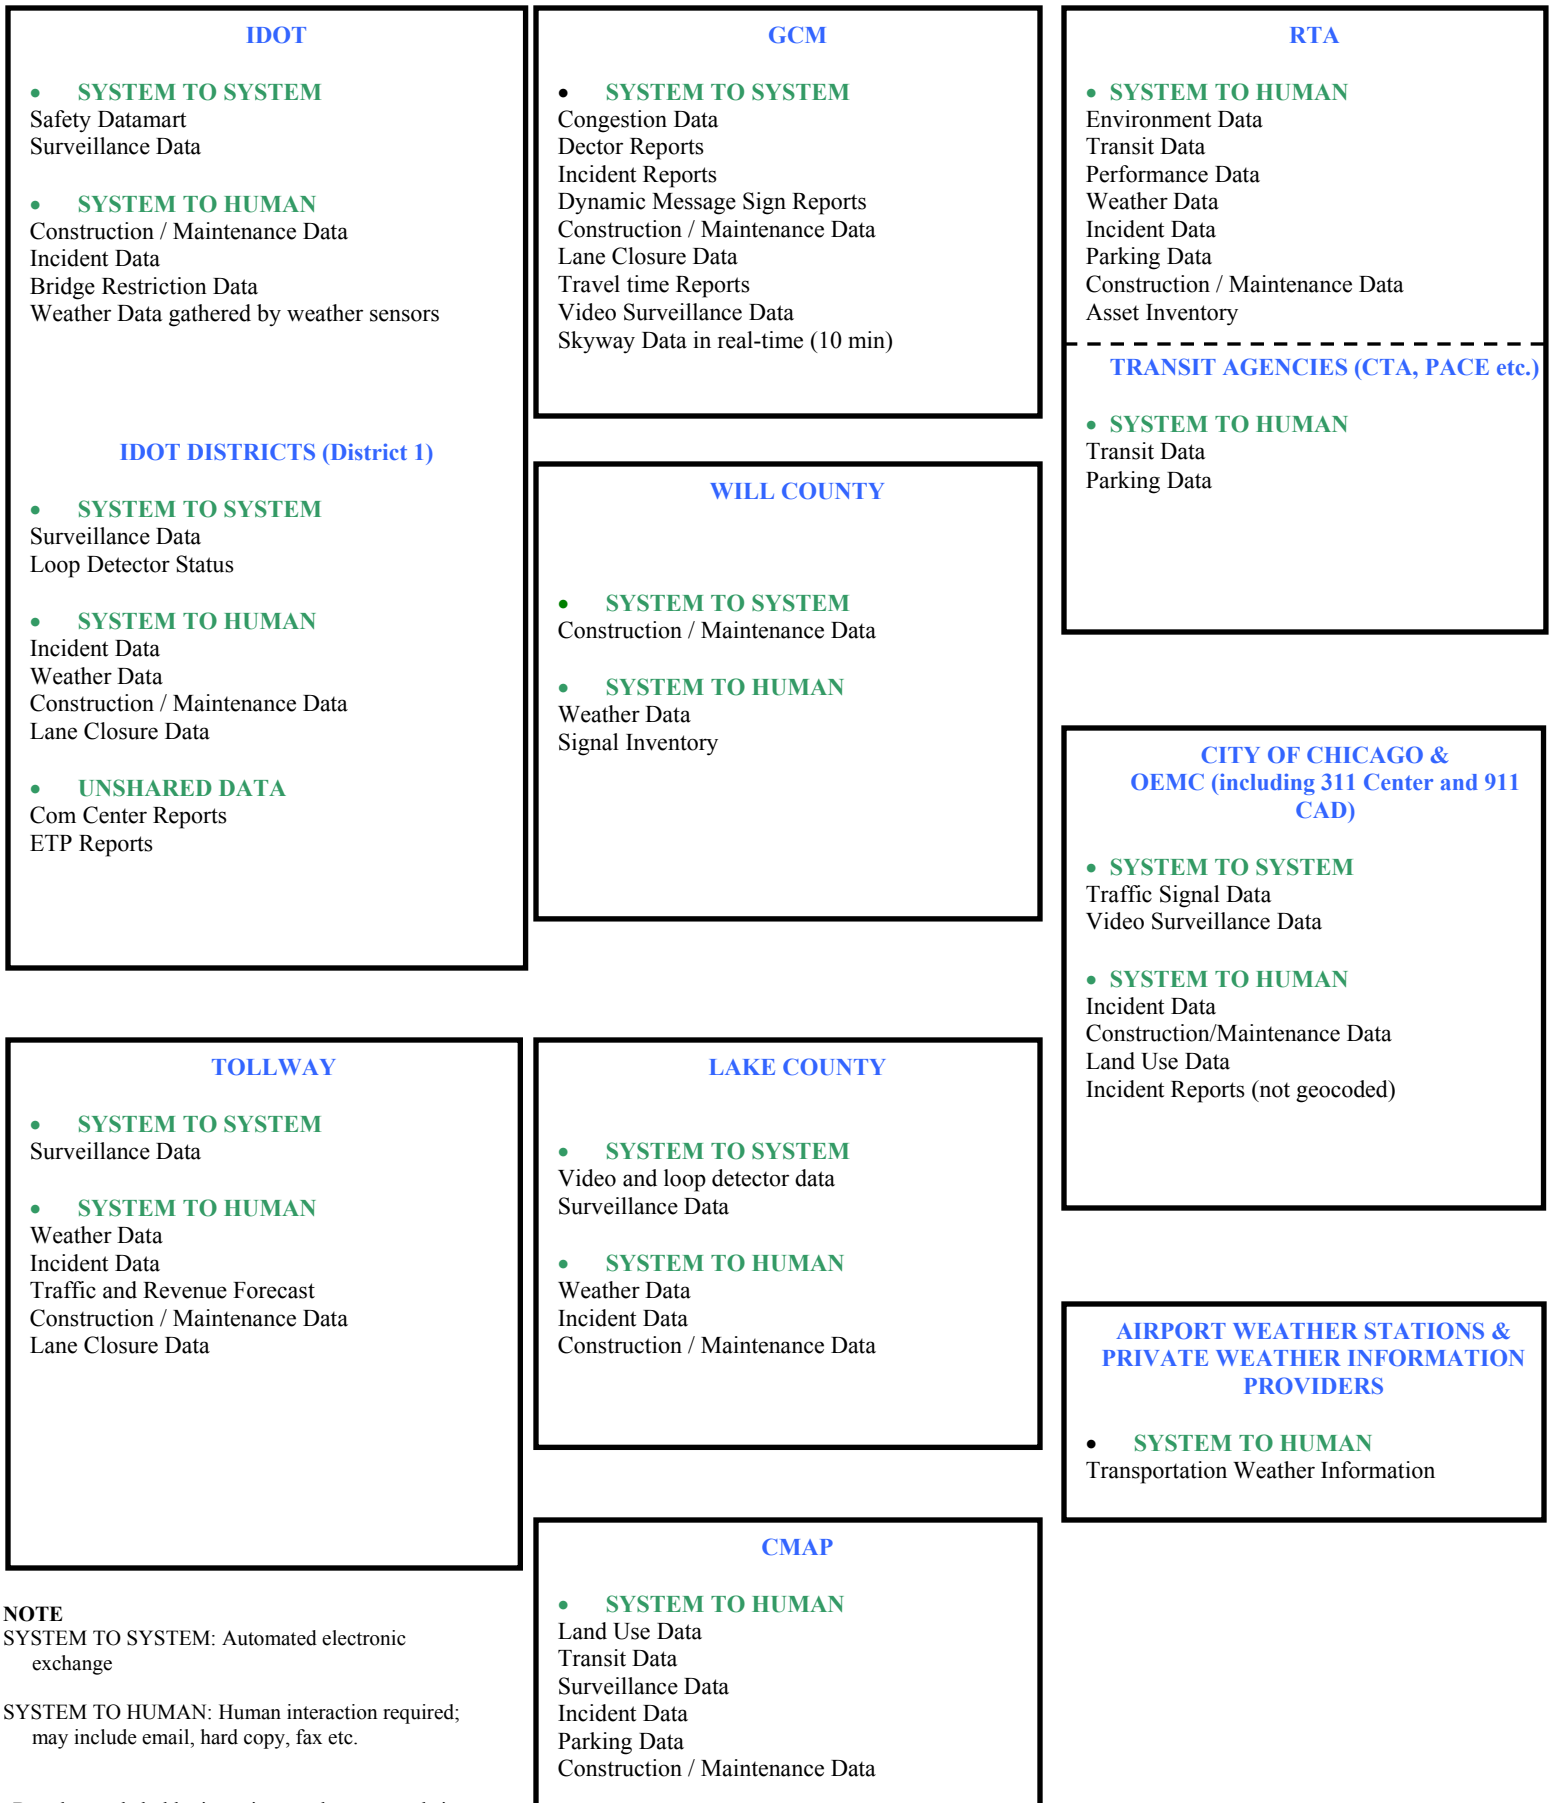 IDOT
• SYSTEM TO SYSTEM
Safety Datamart
Surveillance Data
• SYSTEM TO HUMAN
Construction / Maintenance Data
Incident Data
Bridge Restriction Data
Weather Data gathered by weather sensors
IDOT DISTRICTS (District 1)
• SYSTEM TO SYSTEM
Surveillance Data
Loop Detector Status
• SYSTEM TO HUMAN
Incident Data
Weather Data
Construction / Maintenance Data
Lane Closure Data
• UNSHARED DATA
Com Center Reports
ETP Reports
GCM
• SYSTEM TO SYSTEM
Congestion Data
Dector Reports
Incident Reports
Dynamic Message Sign Reports
Construction / Maintenance Data
Lane Closure Data
Travel time Reports
Video Surveillance Data
Skyway Data in real-time (10 min)
WILL COUNTY
• SYSTEM TO SYSTEM
Construction / Maintenance Data
• SYSTEM TO HUMAN
Weather Data
Signal Inventory
RTA
• SYSTEM TO HUMAN
Environment Data
Transit Data
Performance Data
Weather Data
Incident Data
Parking Data
Construction / Maintenance Data
Asset Inventory
TRANSIT AGENCIES (CTA, PACE etc.)
• SYSTEM TO HUMAN
Transit Data
Parking Data
CITY OF CHICAGO &
OEMC (including 311 Center and 911
CAD)
• SYSTEM TO SYSTEM
Traffic Signal Data
Video Surveillance Data
• SYSTEM TO HUMAN
Incident Data
Construction/Maintenance Data
Land Use Data
Incident Reports (not geocoded)
TOLLWAY
• SYSTEM TO SYSTEM
Surveillance Data
• SYSTEM TO HUMAN
Weather Data
Incident Data
Traffic and Revenue Forecast
Construction / Maintenance Data
Lane Closure Data
LAKE COUNTY
• SYSTEM TO SYSTEM
Video and loop detector data
Surveillance Data
• SYSTEM TO HUMAN
Weather Data
Incident Data
Construction / Maintenance Data
AIRPORT WEATHER STATIONS &
PRIVATE WEATHER INFORMATION
PROVIDERS
• SYSTEM TO HUMAN
Transportation Weather Information
CMAP
• SYSTEM TO HUMAN
Land Use Data
Transit Data
Surveillance Data
Incident Data
Parking Data
Construction / Maintenance Data
NOTE
SYSTEM TO SYSTEM: Automated electronic
exchange
SYSTEM TO HUMAN: Human interaction required;
may include email, hard copy, fax etc.